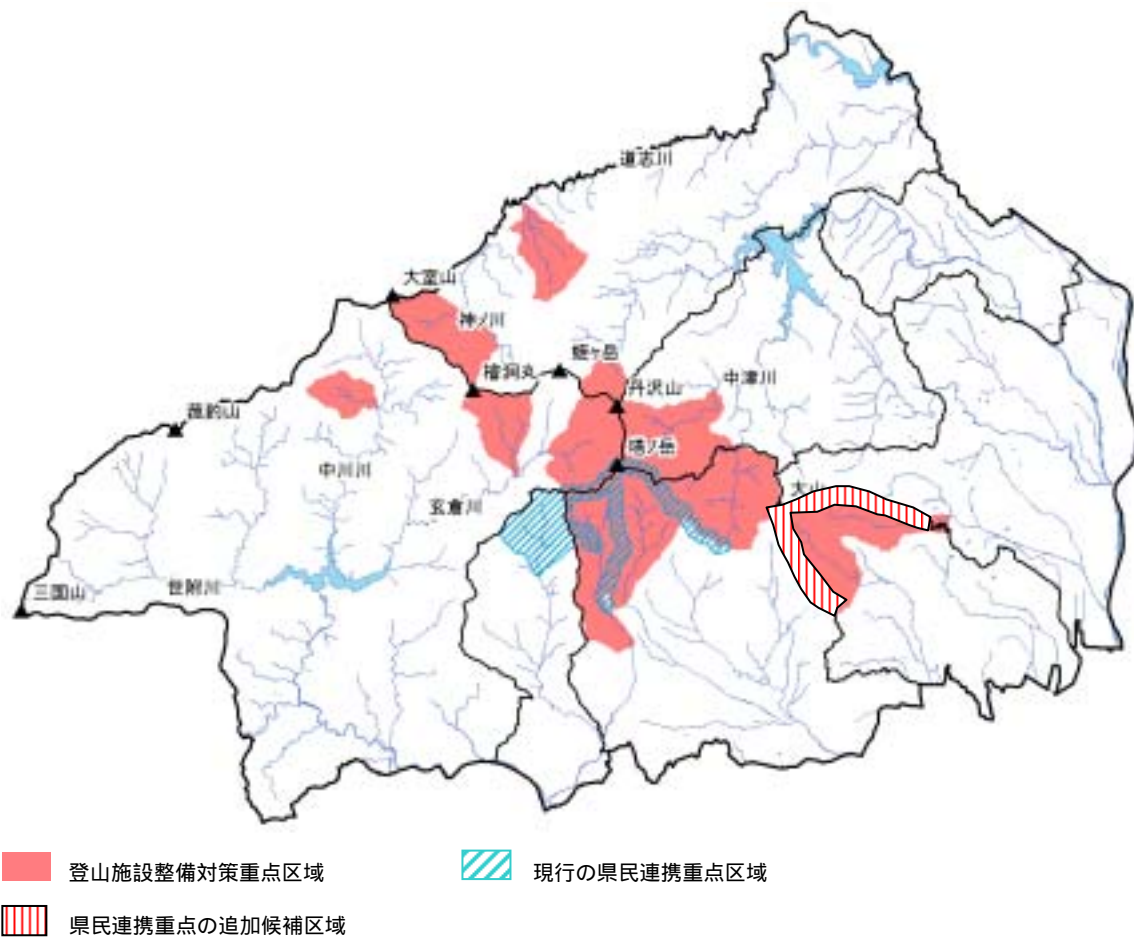 道志川
大室山
神ノ川
蛭ヶ岳
檜洞丸
丹沢山
中津川
菰釣山
塔ノ岳
中川川
大山
玄倉川
世附川
三国山
登山施設整備対策重点区域
現行の県民連携重点区域
県民連携重点の追加候補区域